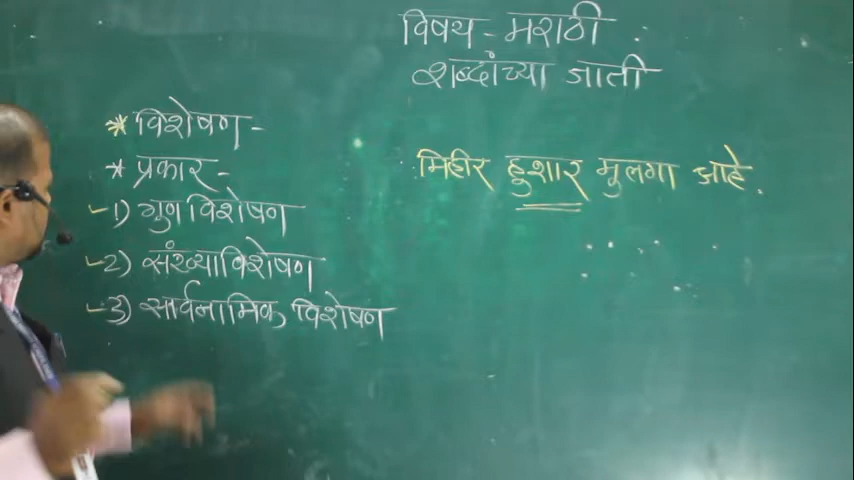 विषय - मराठी
शब्दांच्या जाती
* विशेषण -
* प्रकार -
1) गुणविशेषण
2) संख्याविशेषण
3) सार्वनामिक विशेषण
मिहीर हुशार मुलगा आहे.